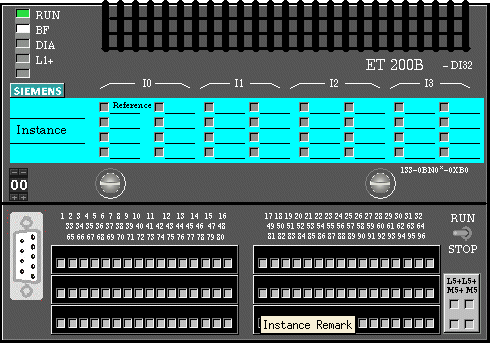 RUN
BF
DIA
L1+
ET 200B - DI32
I0 I1 I2 I3
SIEMENS
Reference
Instance
133-0BN0*-0XB0
00
1 2 3 4 5 6 7 8 9 10 11 12 13 14 15 16
33 34 35 36 37 38 39 40 41 42 43 44 45 46 47 48
65 66 67 68 69 70 71 72 73 74 75 76 77 78 79 80
17 18 19 20 21 22 23 24 25 26 27 28 29 30 31 32
49 50 51 52 53 54 55 56 57 58 59 60 61 62 63 64
81 82 83 84 85 86 87 88 89 90 91 92 93 94 95 96
RUN
STOP
L5+ L5+
M5+ M5
Instance Remark